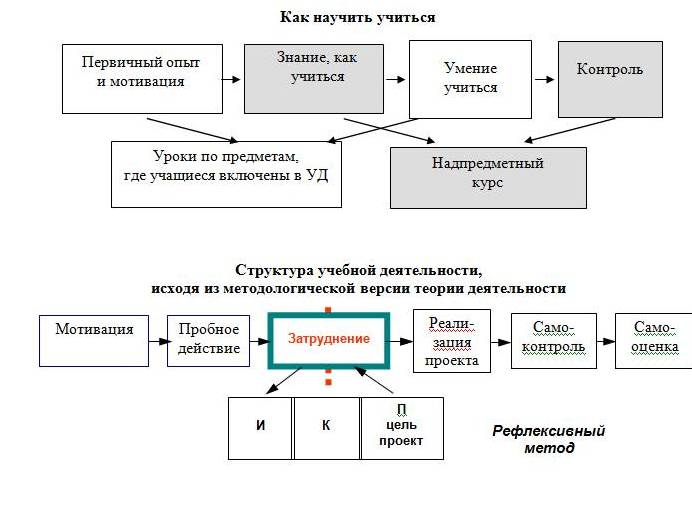 Как научить учиться
Первичный опыт
и мотивация
Знание, как
учиться
Умение
учиться
Контроль
Уроки по предметам,
где учащиеся включены в УД
Надпредметный
курс
Структура учебной деятельности,
исходя из методологической версии теории деятельности
Мотивация
Пробное
действие
Затруднение
Реали-
зация
проекта
Само-
контроль
Само-
оценка
И
К
П
цель
проект
Рефлексивный
метод